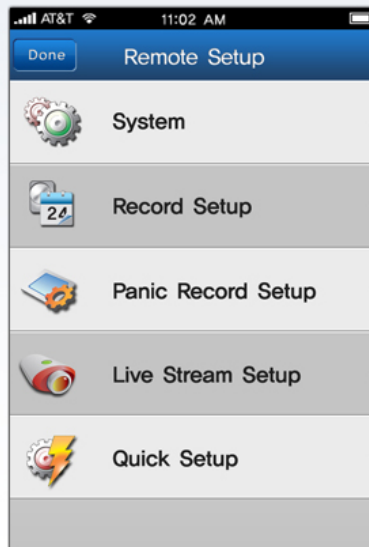 AT&T 11:02 AM
Done Remote Setup
System
24
Record Setup
Panic Record Setup
Live Stream Setup
Quick Setup